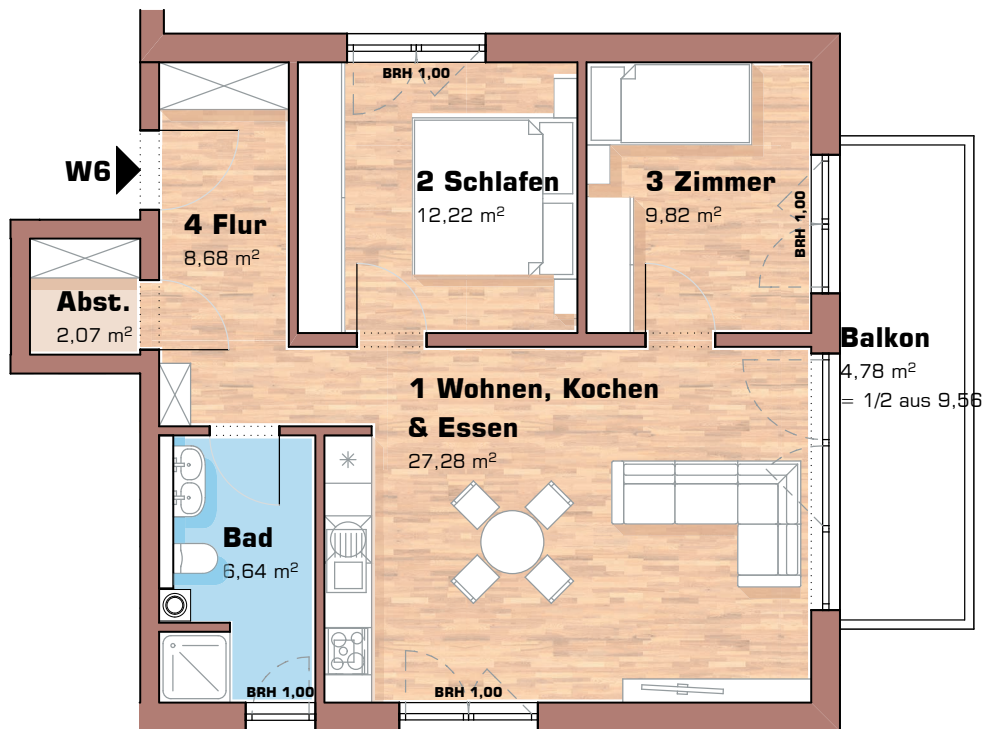 BRH 1,00
W6
2 Schlafen
12,22 m²
3 Zimmer
9,82 m²
BRH 1,00
4 Flur
8,68 m²
Abst.
2,07 m²
Balkon
4,78 m²
= 1/2 aus 9,56
1 Wohnen, Kochen
& Essen
27,28 m²
Bad
6,64 m²
BRH 1,00
BRH 1,00